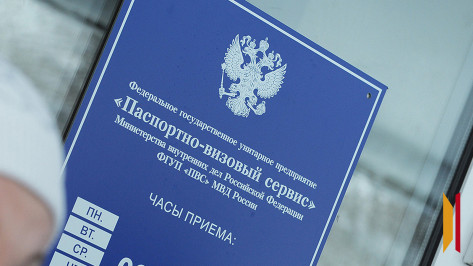 Федеральное государственное унитарное предприятие
«Паспортно-визовый сервис»
Министерства внутренних дел Российской Федерации
ФГУП «ПВС» МВД России
ЧАСЫ ПРИЕМА:
ПН.
ВТ.
СР.